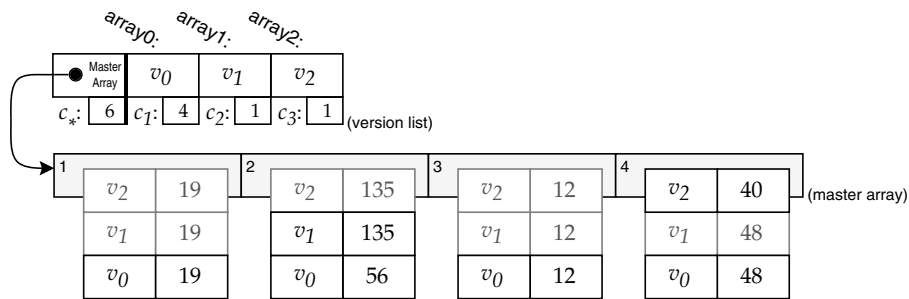 array0: array1: array2:
Master Array v0 v1 v2
c*: 6 c1: 4 c2: 1 c3: 1 (version list)
1 2 3 4
v2 19 v2 135 v2 12 v2 40 (master array)
v1 19 v1 135 v1 12 v1 48
v0 19 v0 56 v0 12 v0 48